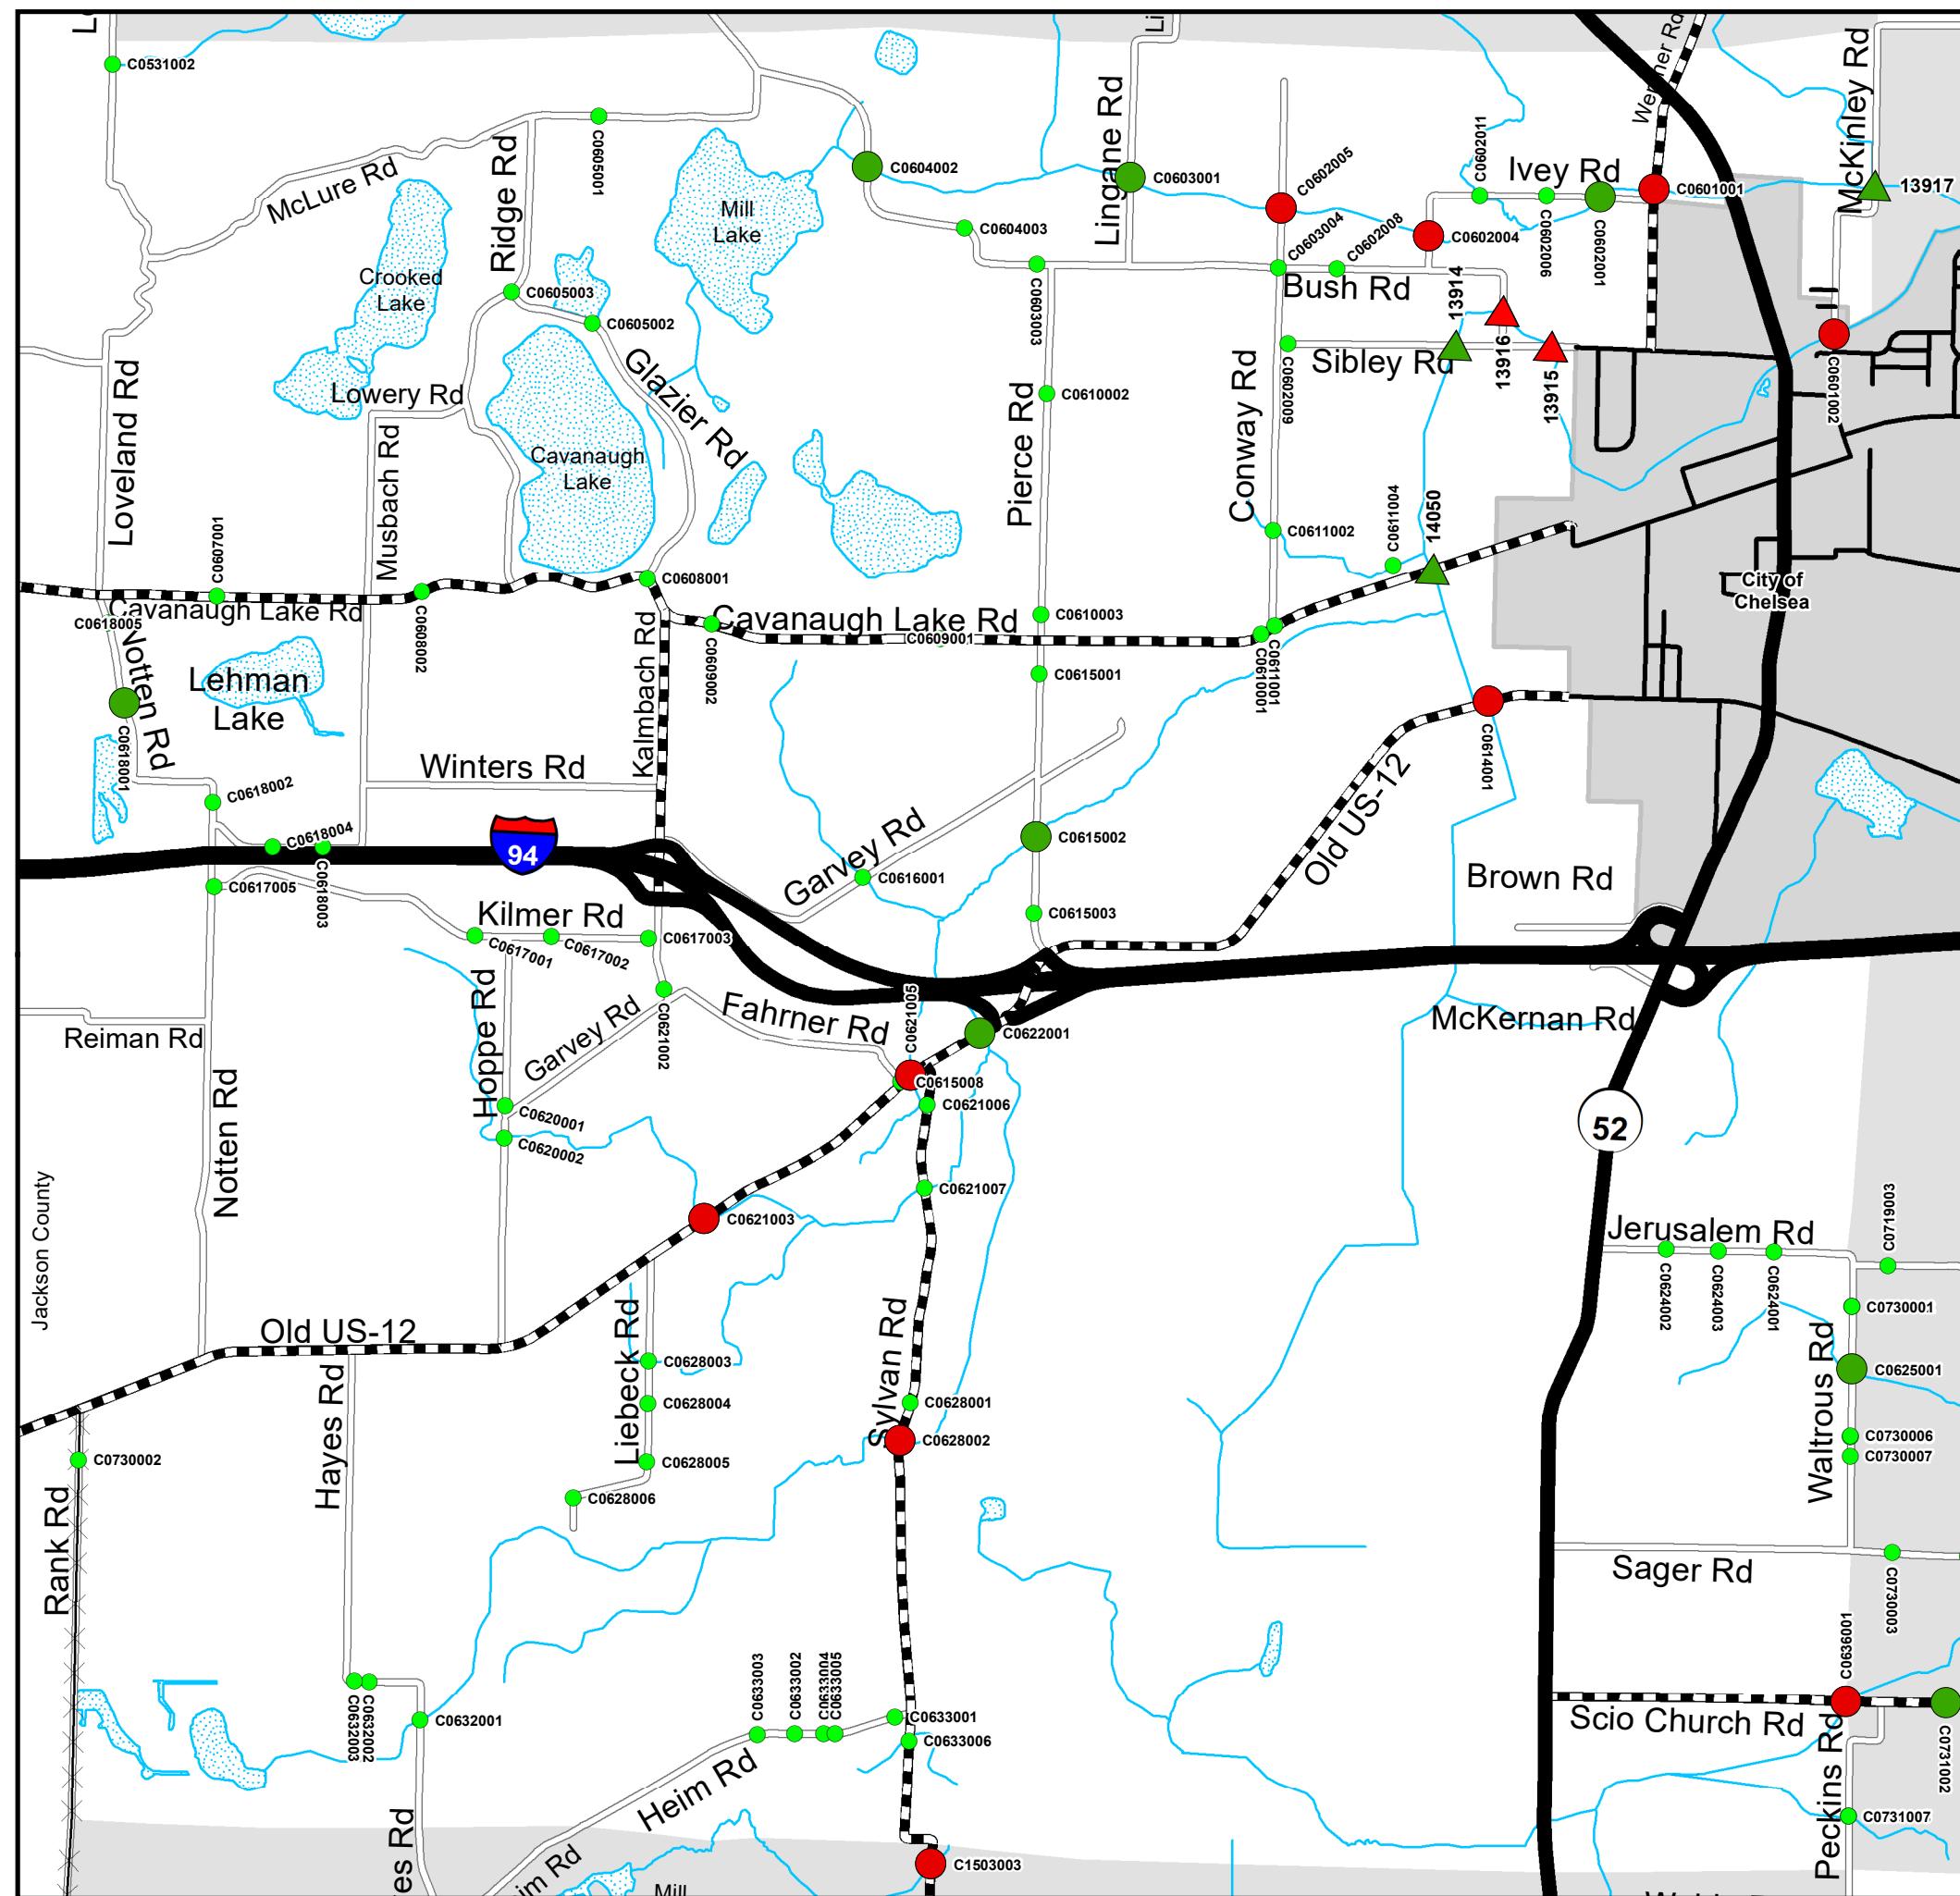 C0531002
McLure Rd
Ridge Rd
C0605001
C0604002
Mill
Lake
C0604003
Lingane Rd
C0603001
C0602005
C0603004
C0602008
C0602004
C0602011
Ivey Rd
C0602006
C0602001
C0601001
McKinley Rd
13917
Crooked
Lake
C0605003
C0605002
C0603003
Bush Rd
13914
13916
13915
Sibley Rd
C0602009
C0601002
Loveland Rd
Lowery Rd
Musbach Rd
Glazier Rd
Cavanaugh
Lake
Pierce Rd
C0610002
Conway Rd
C0611002
C0611004
14050
C0607001
Cavanaugh Lake Rd
C0618005
C0608002
C0608001
C0609002
Cavanaugh Lake Rd
C0609001
C0610003
C0610001
C0611001
City of
Chelsea
Notten Rd
Lehman
Lake
Kalmbach Rd
C0615001
C0614001
C0618001
C0618002
Winters Rd
C0618004
C0618003
94
Garvey Rd
C0615002
C0616001
Old US-12
Brown Rd
C0617005
Kilmer Rd
C0617001
C0617002
C0617003
C0615003
Reiman Rd
Hoppe Rd
Garvey Rd
C0621002
Fahrner Rd
C0621005
C0622001
McKernan Rd
C0615008
C0621006
C0620001
C0620002
Notten Rd
52
C0621007
C0621003
Jackson County
Jerusalem Rd
C0719003
C0624002
C0624003
C0624001
C0730001
Old US-12
Liebeck Rd
Sylvan Rd
C0628003
C0628004
C0628001
C0628002
C0628005
C0628006
Waltrous Rd
C0625001
C0730006
C0730007
C0730002
Rank Rd
Hayes Rd
Sager Rd
C0730003
C0636001
C0633003
C0633002
C0633004
C0633005
C0633001
C0633006
C0632003
C0632002
C0632001
Scio Church Rd
C0731002
Peckins Rd
C0731007
Heim Rd
C1503003
Mill